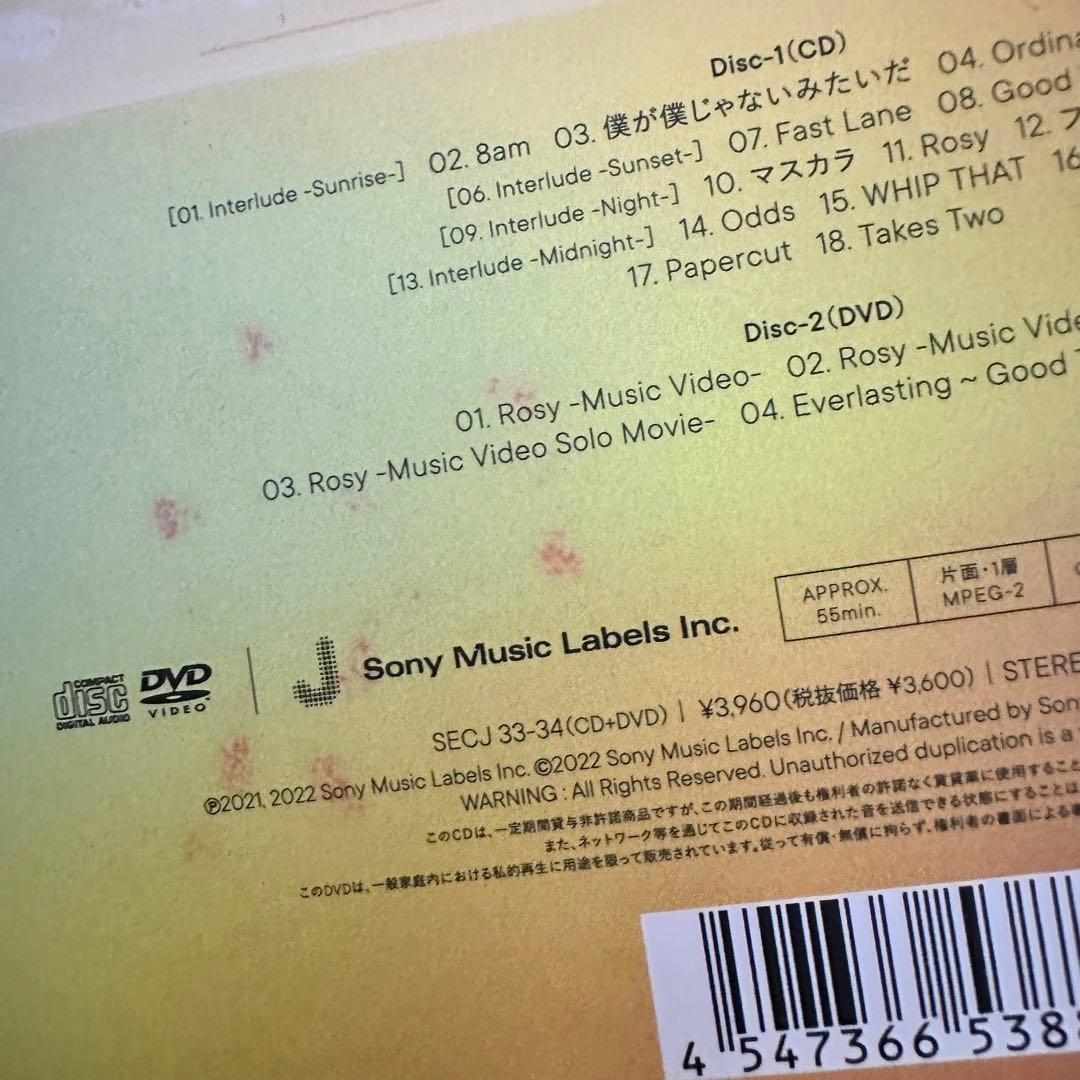 Disc-1(CD)
[01. Interlude -Sunrise-] 02. 8am 03. 僕が僕じゃないみたいだ 04. Ordina
[06. Interlude -Sunset-] 07. Fast Lane 08. Good
[09. Interlude -Night-] 10. マスカラ 11. Rosy 12. フ
[13. Interlude -Midnight-] 14. Odds 15. WHIP THAT 16
17. Papercut 18. Takes Two
Disc-2(DVD)
01. Rosy -Music Video- 02. Rosy -Music Vide
03. Rosy -Music Video Solo Movie- 04. Everlasting ~ Good T
APPROX.
55min.
片面・1層
MPEG-2
COMPACT
disc
DIGITAL AUDIO
DVD
VIDEO
J
Sony Music Labels Inc.
SECJ 33-34(CD+DVD) | ¥3,960(税抜価格 ¥3,600) | STERE
℗2021, 2022 Sony Music Labels Inc. ©2022 Sony Music Labels Inc. / Manufactured by Son
WARNING : All Rights Reserved. Unauthorized duplication is a
このCDは、一定期間貸与非許諾商品ですが、この期間経過後も権利者の許諾なく賃貸業に使用すること
また、ネットワーク等を通じてこのCDに収録された音を送信できる状態にすることは
このDVDは、一般家庭内における私的再生に用途を限って販売されています。従って有償・無償に拘らず、権利者の書面による
4 547366 538